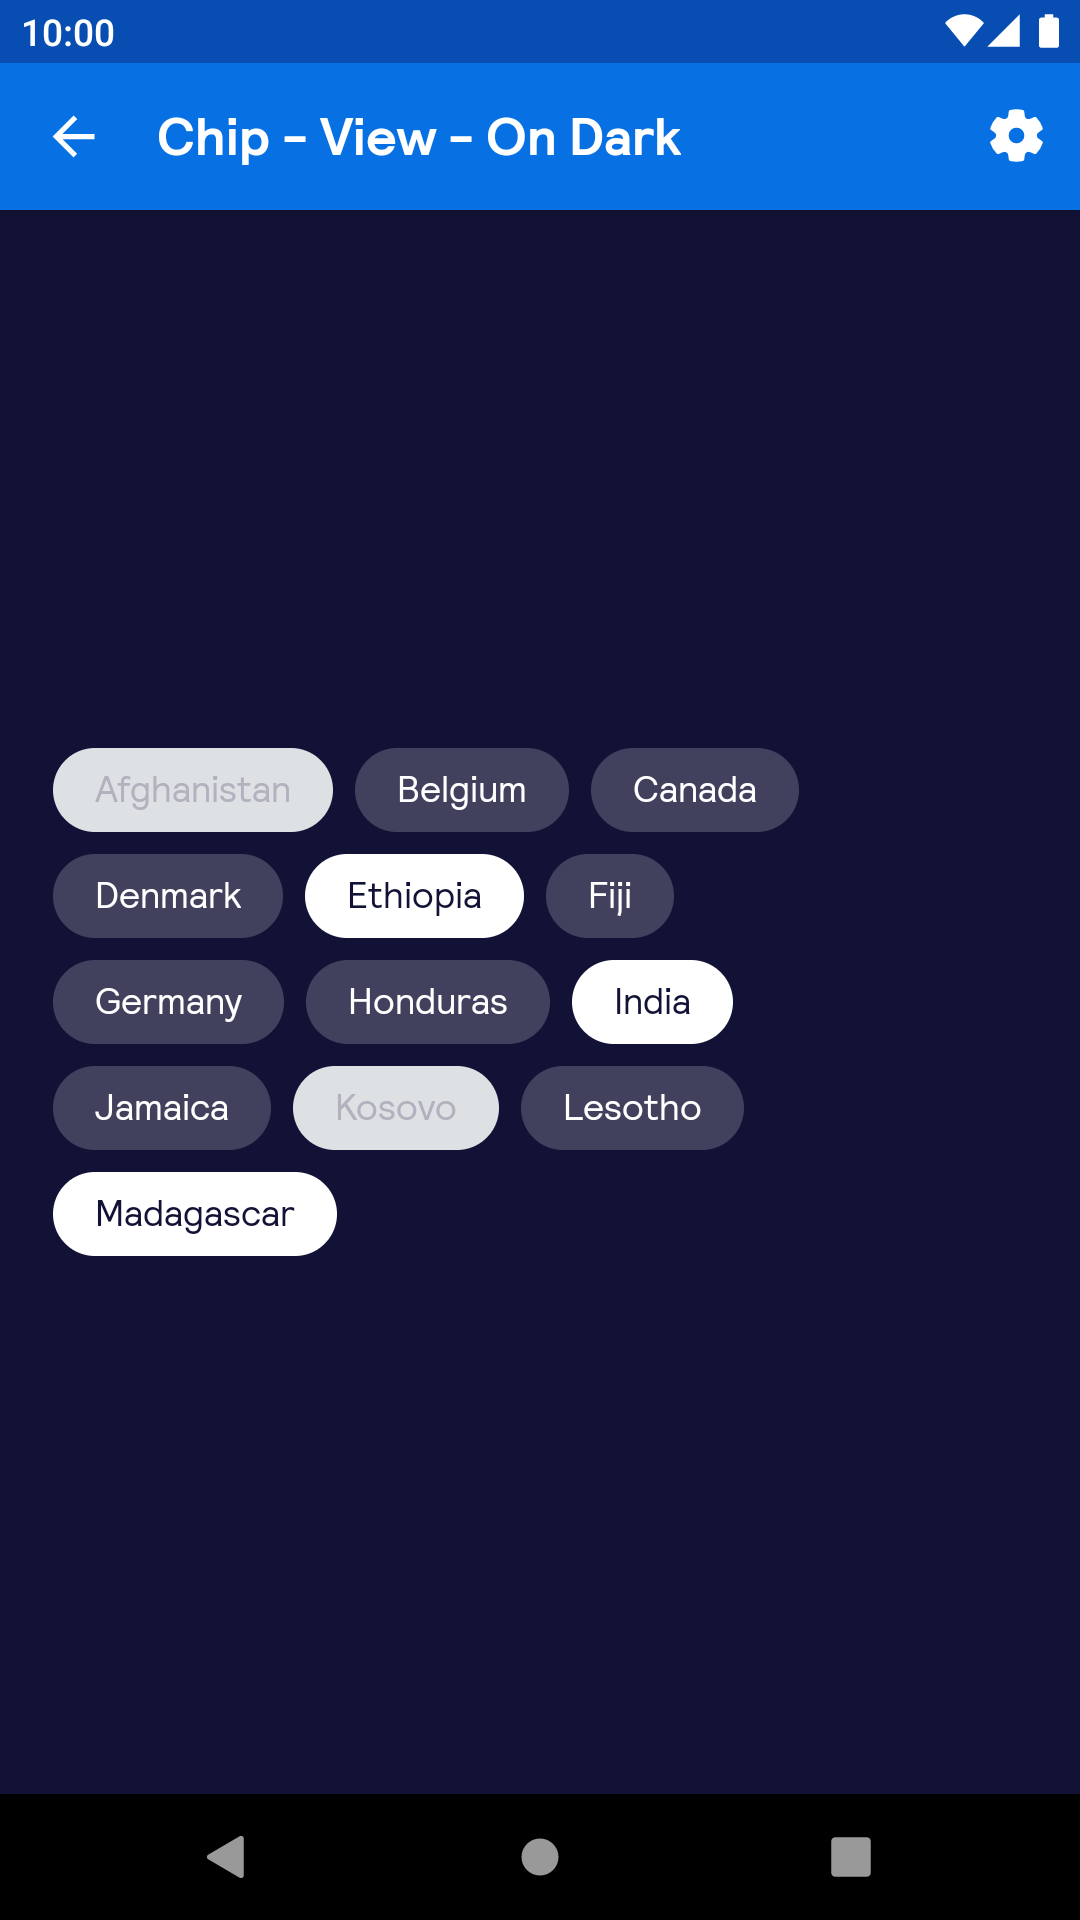 10:00
Chip - View - On Dark
Afghanistan Belgium Canada
Denmark Ethiopia Fiji
Germany Honduras India
Jamaica Kosovo Lesotho
Madagascar